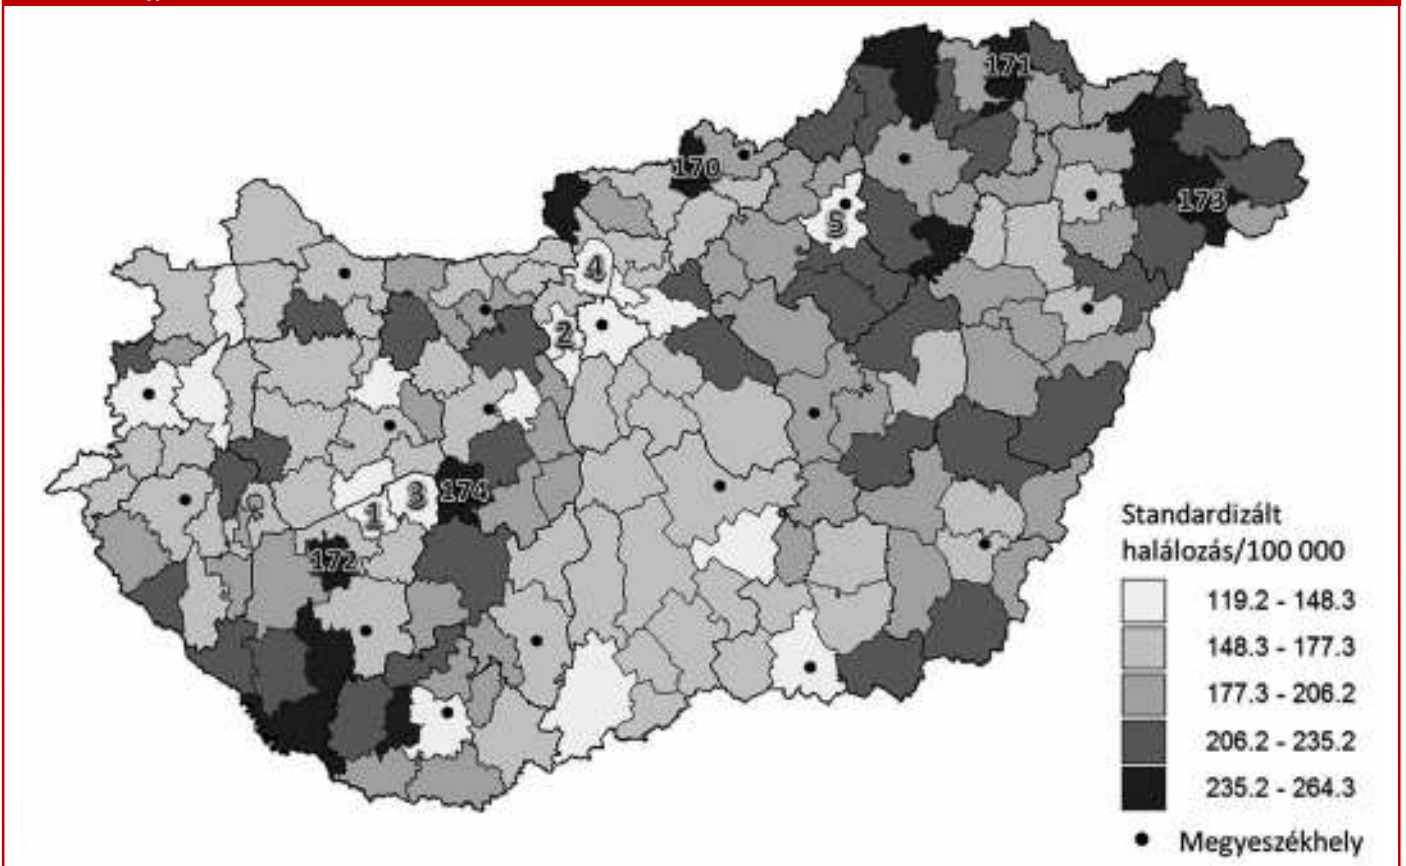 171
170
173
5
4
2
3
174
1
172
Standardizált
halálozás/100 000
119.2 - 148.3
148.3 - 177.3
177.3 - 206.2
206.2 - 235.2
235.2 - 264.3
Megyeszékhely